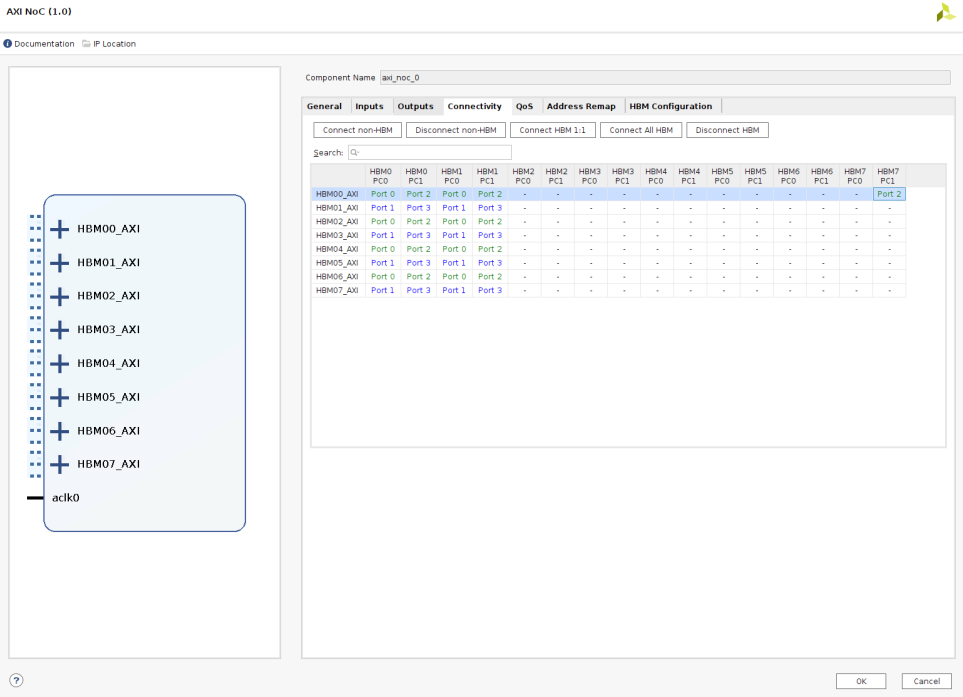 AXI NoC (1.0)
Documentation IP Location
Component Name axi_noc_0
General Inputs Outputs Connectivity QoS Address Remap HBM Configuration
Connect non-HBM Disconnect non-HBM Connect HBM 1:1 Connect All HBM Disconnect HBM
Search: Q-
HBM0 HBM0 HBM1 HBM1 HBM2 HBM2 HBM3 HBM3 HBM4 HBM4 HBM5 HBM5 HBM6 HBM6 HBM7 HBM7
PC0 PC1 PC0 PC1 PC0 PC1 PC0 PC1 PC0 PC1 PC0 PC1 PC0 PC1 PC0 PC1
HBM00_AXI Port 0 Port 2 Port 0 Port 2 - - - - - - - - - - - Port 2
HBM01_AXI Port 1 Port 3 Port 1 Port 3 - - - - - - - - - - - -
HBM02_AXI Port 0 Port 2 Port 0 Port 2 - - - - - - - - - - - -
HBM03_AXI Port 1 Port 3 Port 1 Port 3 - - - - - - - - - - - -
HBM04_AXI Port 0 Port 2 Port 0 Port 2 - - - - - - - - - - - -
HBM05_AXI Port 1 Port 3 Port 1 Port 3 - - - - - - - - - - - -
HBM06_AXI Port 0 Port 2 Port 0 Port 2 - - - - - - - - - - - -
HBM07_AXI Port 1 Port 3 Port 1 Port 3 - - - - - - - - - - - -
HBM00_AXI
HBM01_AXI
HBM02_AXI
HBM03_AXI
HBM04_AXI
HBM05_AXI
HBM06_AXI
HBM07_AXI
aclk0
? OK Cancel